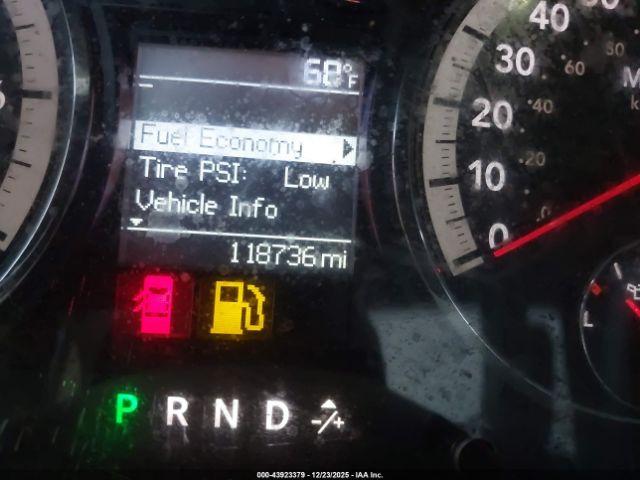 68°F
Fuel Economy
Tire PSI: Low
Vehicle Info
118736 mi
P R N D -/+
40
30
20
10
0
60
40
20
0
L
000-43923379 - 12/23/2025 - IAA Inc.